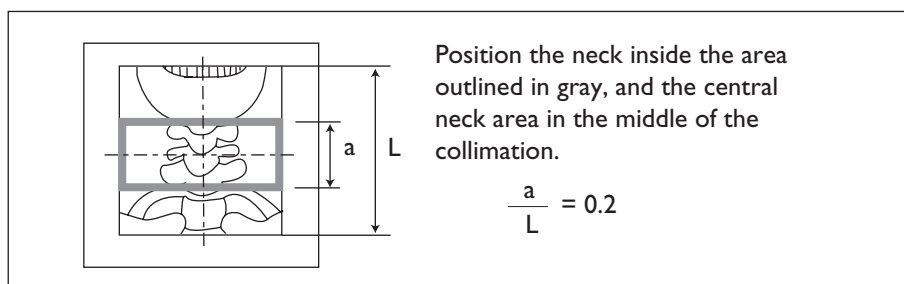 Position the neck inside the area
outlined in gray, and the central
neck area in the middle of the
collimation.
a
L
a
L
= 0.2